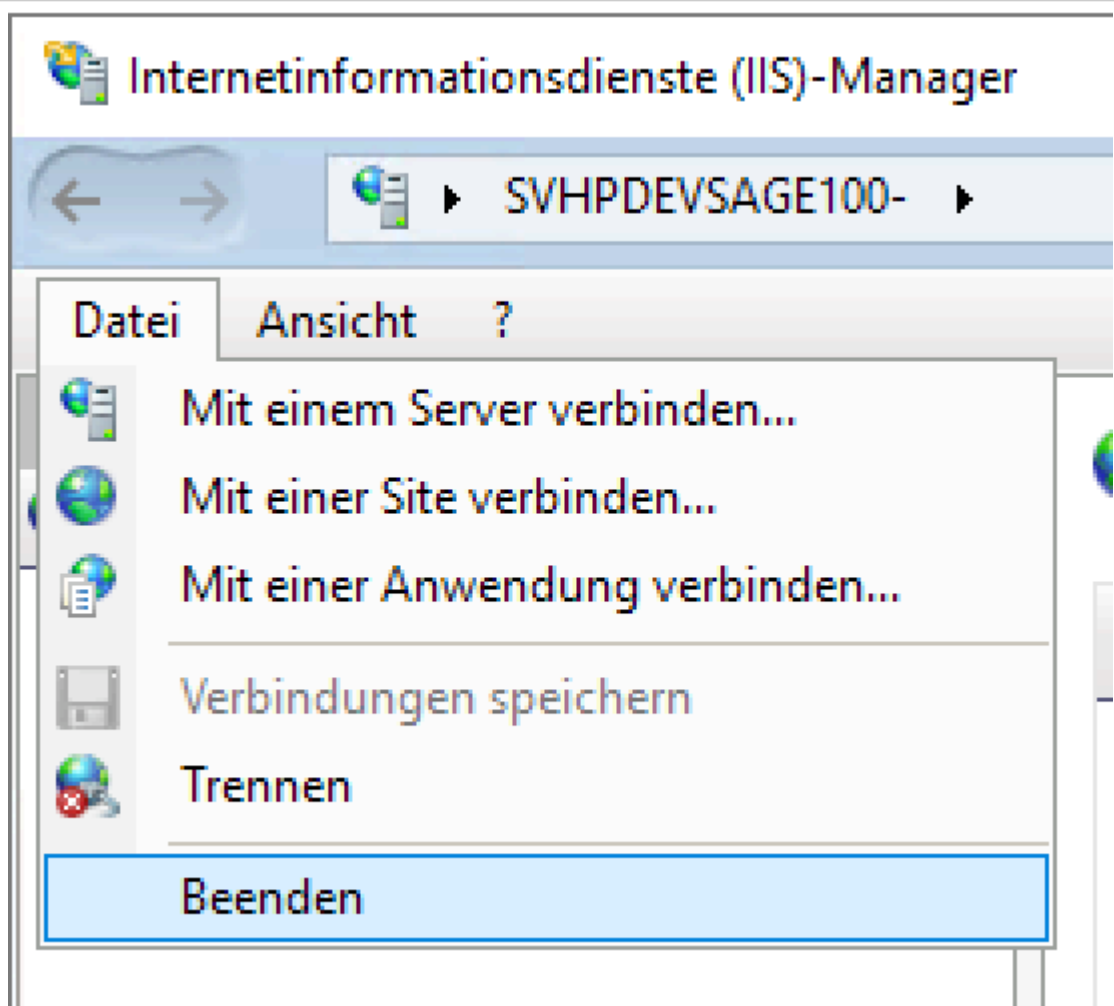 Internetinformationsdienste (IIS)-Manager
SVHPDEVSAGE100-
Datei Ansicht ?
Mit einem Server verbinden...
Mit einer Site verbinden...
Mit einer Anwendung verbinden...
Verbindungen speichern
Trennen
Beenden